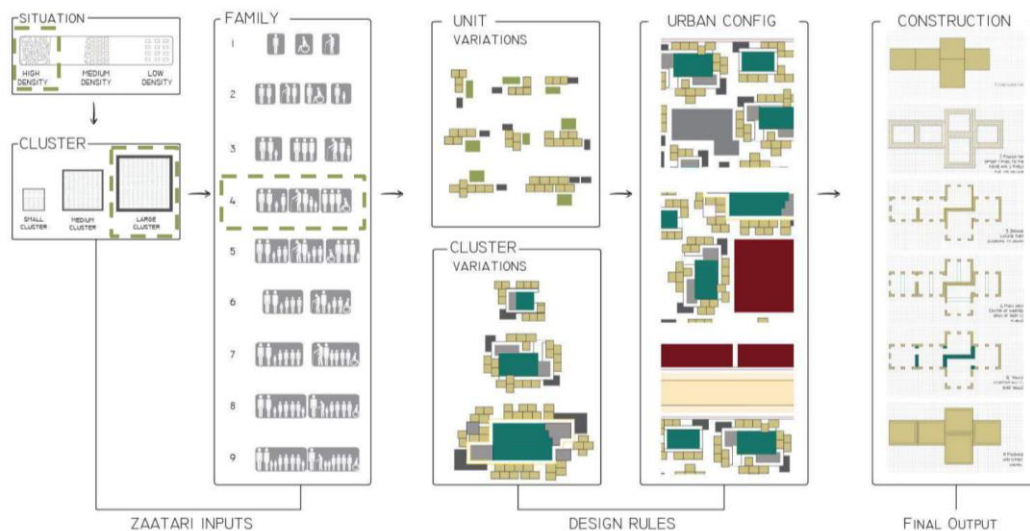 SITUATION
HIGH
DENSITY
MEDIUM
DENSITY
LOW
DENSITY
CLUSTER
SMALL
CLUSTER
MEDIUM
CLUSTER
LARGE
CLUSTER
FAMILY
1
2
3
4
5
6
7
8
9
UNIT
VARIATIONS
CLUSTER
VARIATIONS
URBAN CONFIG
CONSTRUCTION
ZAATARI INPUTS
DESIGN RULES
FINAL OUTPUT